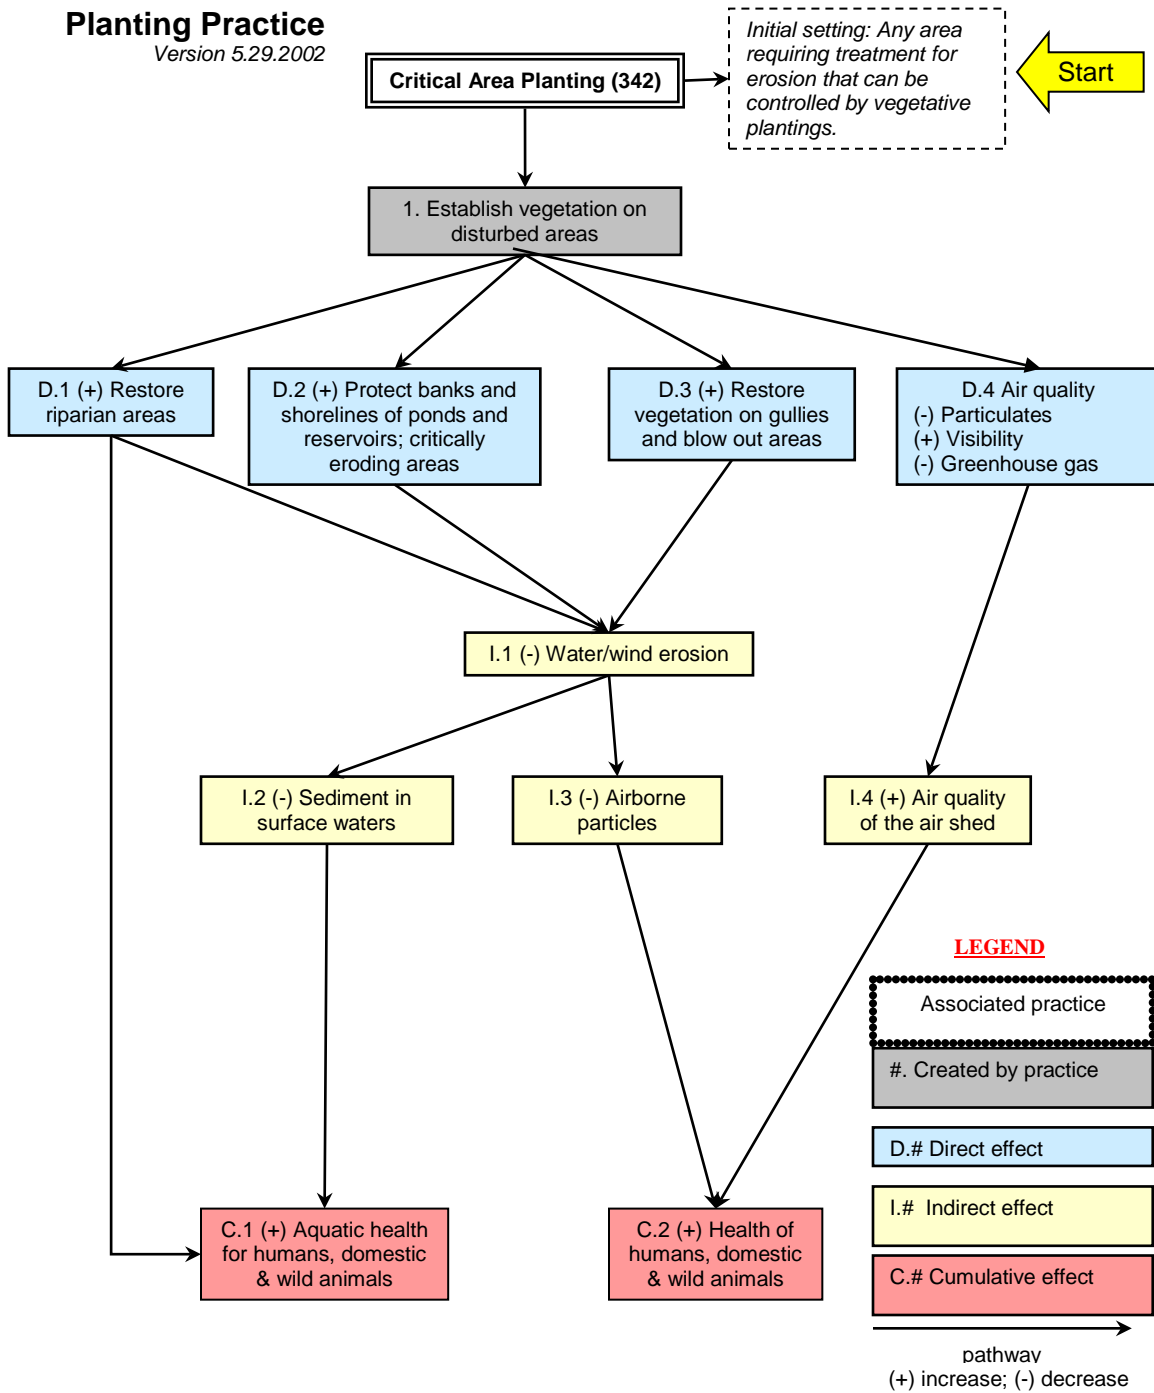 Planting Practice
Version 5.29.2002
Critical Area Planting (342)
Initial setting: Any area
requiring treatment for
erosion that can be
controlled by vegetative
plantings.
Start
1. Establish vegetation on
disturbed areas
D.1 (+) Restore
riparian areas
D.2 (+) Protect banks and
shorelines of ponds and
reservoirs; critically
eroding areas
D.3 (+) Restore
vegetation on gullies
and blow out areas
D.4 Air quality
(-) Particulates
(+) Visibility
(-) Greenhouse gas
I.1 (-) Water/wind erosion
I.2 (-) Sediment in
surface waters
I.3 (-) Airborne
particles
I.4 (+) Air quality
of the air shed
C.1 (+) Aquatic health
for humans, domestic
& wild animals
C.2 (+) Health of
humans, domestic
& wild animals
LEGEND
Associated practice
#. Created by practice
D.# Direct effect
I.# Indirect effect
C.# Cumulative effect
pathway
(+) increase; (-) decrease